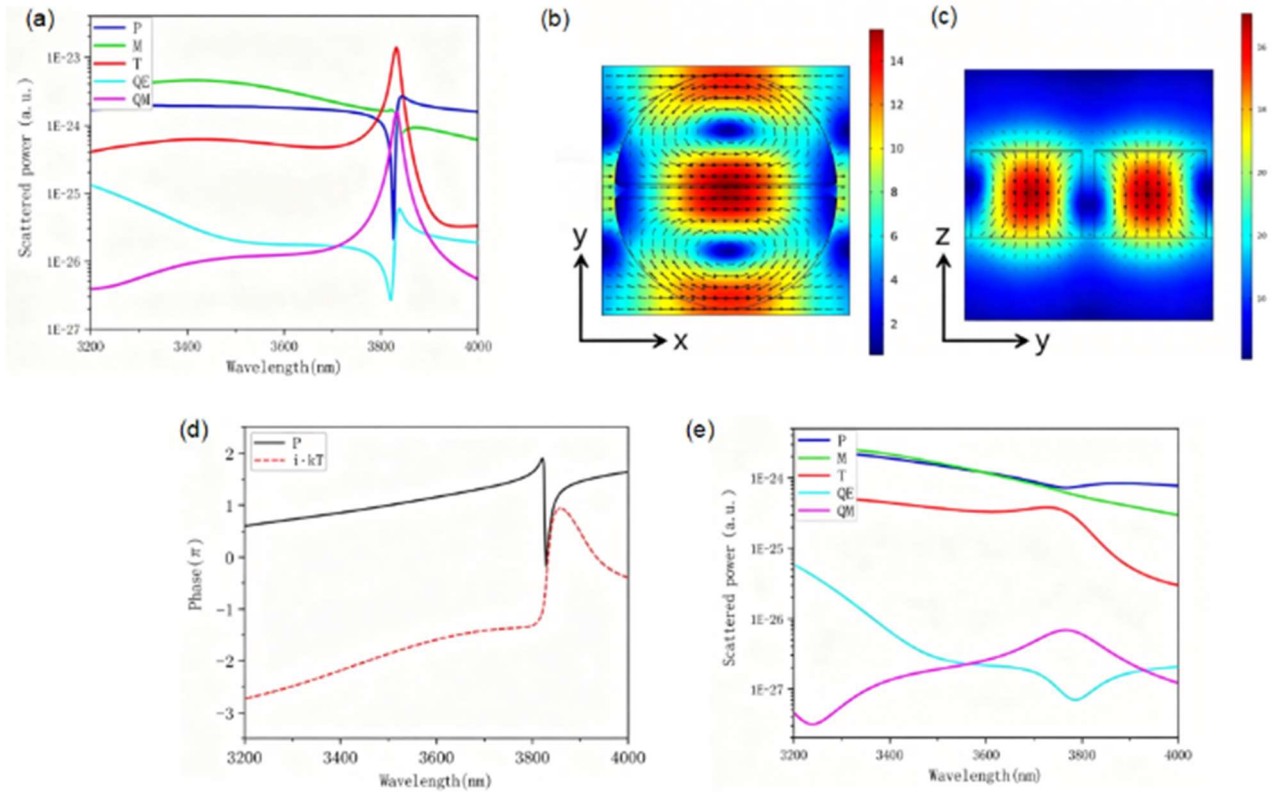 (a)
P
M
T
QE
QM
1E-23
1E-24
1E-25
1E-26
1E-27
Scattered power (a. u. )
3200
3400
3600
3800
4000
Wavelength(nm)
(b)
y
x
14
12
10
8
6
4
2
(c)
z
y
20
20
10
(d)
P
i·kT
2
1
0
-1
-2
-3
Phase(π)
3200
3400
3600
3800
4000
Wavelength(nm)
(e)
P
M
T
QE
QM
1E-24
1E-25
1E-26
1E-27
Scattered power (a.u.)
3200
3400
3600
3800
4000
Wavelength(nm)